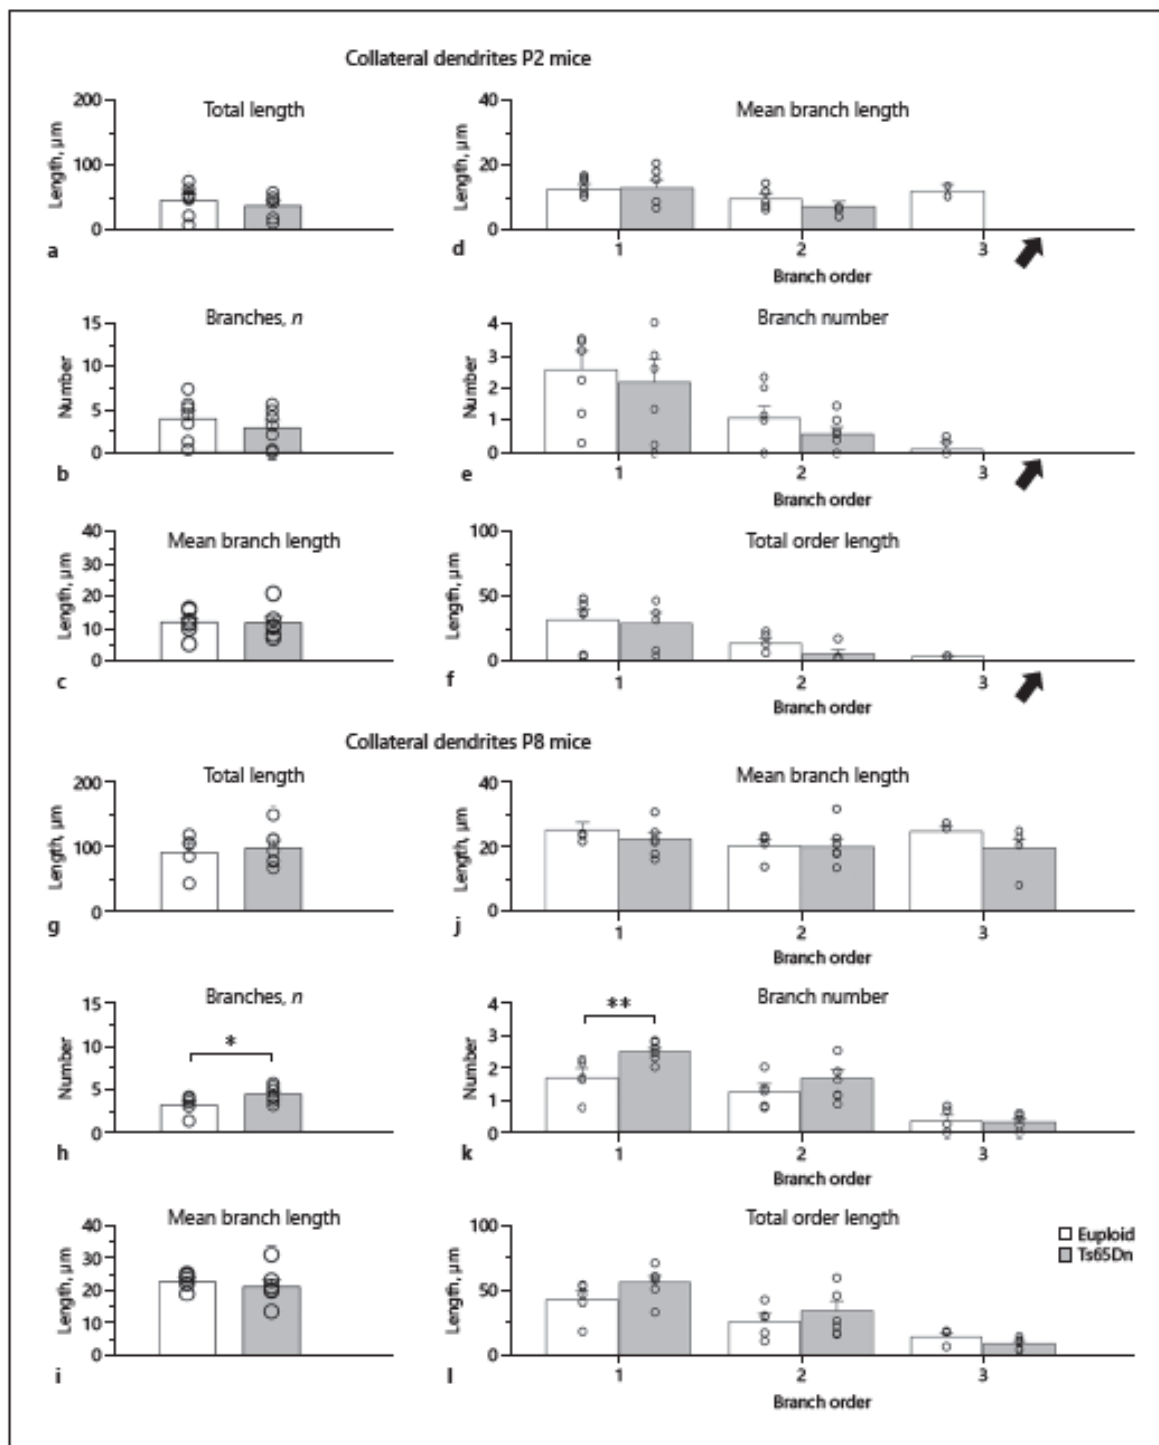 Collateral dendrites P2 mice
Total length
200
100
0
Length, µm
a
Mean branch length
40
20
0
Length, µm
1 2 3
d
Branch order
Branches, n
15
10
5
0
Number
b
Branch number
4
3
2
1
0
Number
1 2 3
e
Branch order
Mean branch length
40
30
20
10
0
Length, µm
c
Total order length
100
50
0
Length, µm
1 2 3
f
Branch order
Collateral dendrites P8 mice
Total length
200
100
0
Length, µm
g
Mean branch length
40
20
0
Length, µm
1 2 3
j
Branch order
Branches, n
15
10
5
0
Number
*
h
Branch number
4
3
2
1
0
Number
**
1 2 3
k
Branch order
Mean branch length
40
30
20
10
0
Length, µm
i
Total order length
100
50
0
Length, µm
Euploid
Ts65Dn
1 2 3
l
Branch order